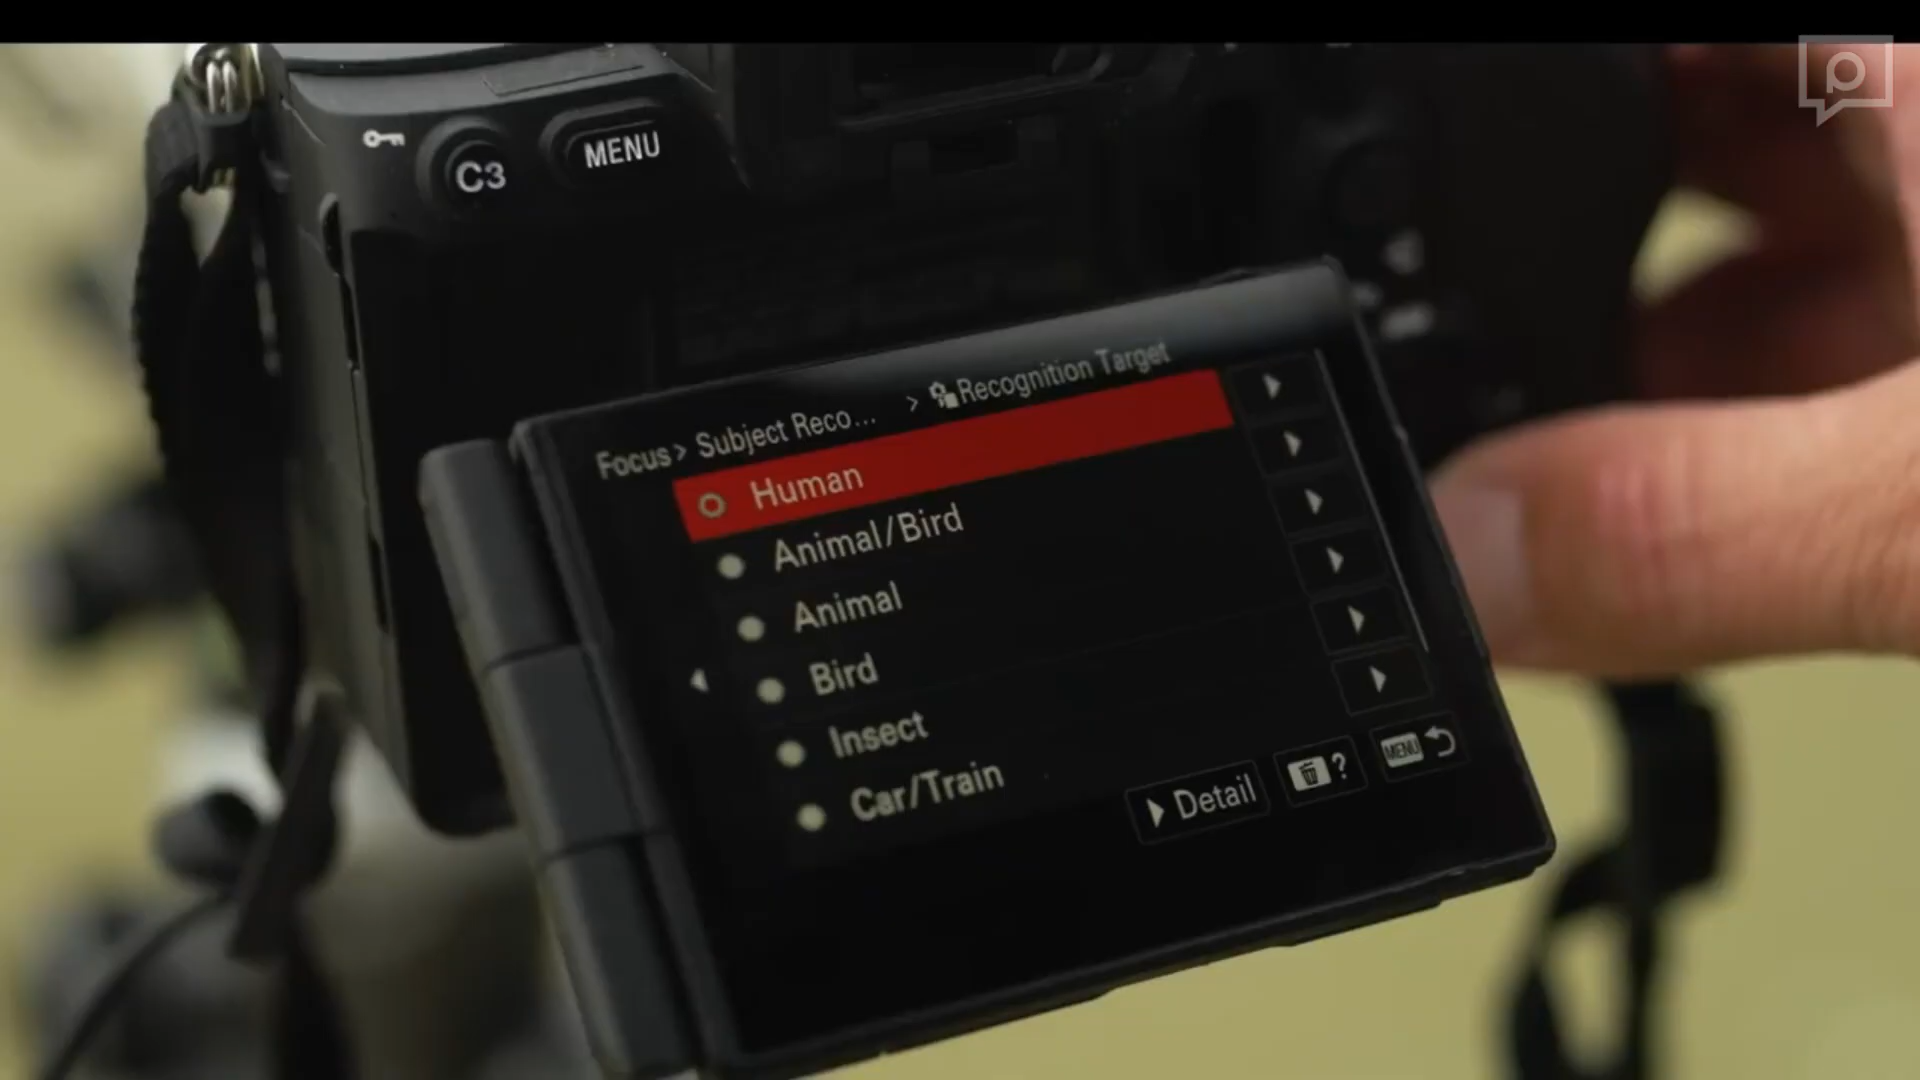 C3
MENU
Focus> Subject Reco... > Recognition Target
Human
Animal/Bird
Animal
Bird
Insect
Car/Train
Detail
?
MENU